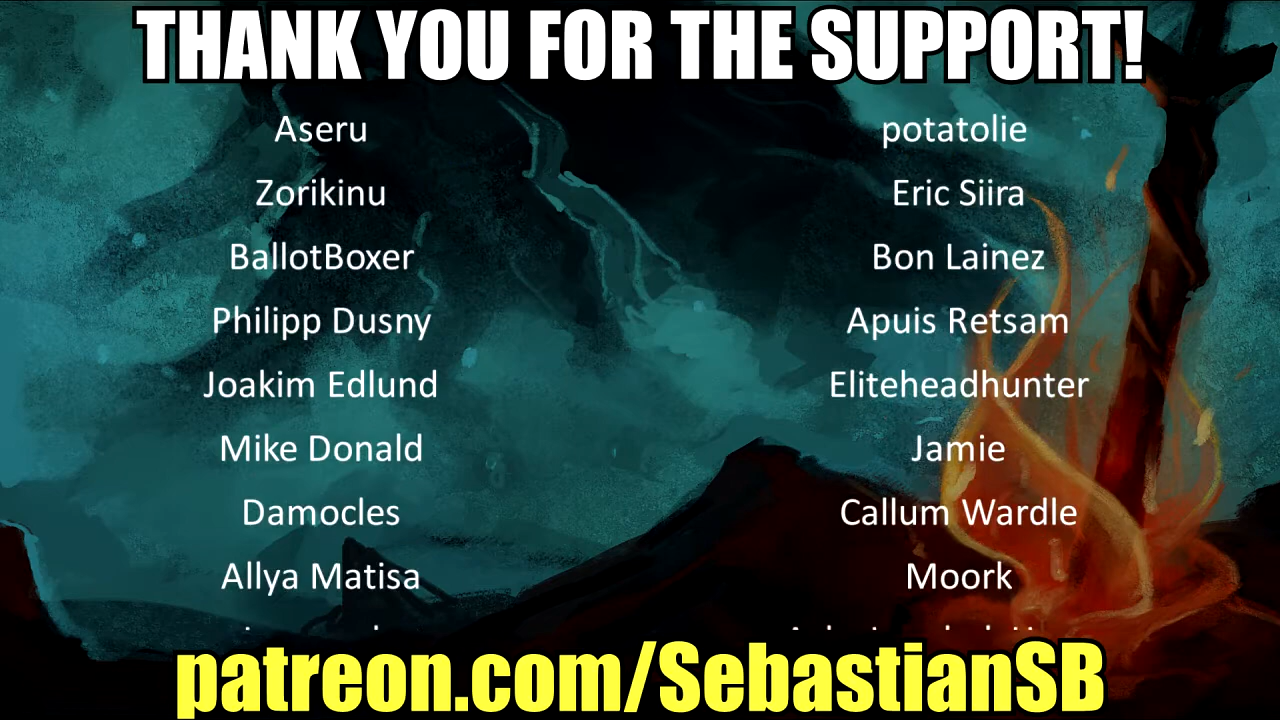 THANK YOU FOR THE SUPPORT!
Aseru
Zorikinu
BallotBoxer
Philipp Dusny
Joakim Edlund
Mike Donald
Damocles
Allya Matisa
potatolie
Eric Siira
Bon Lainez
Apuis Retsam
Eliteheadhunter
Jamie
Callum Wardle
Moork
patreon.com/SebastianSB